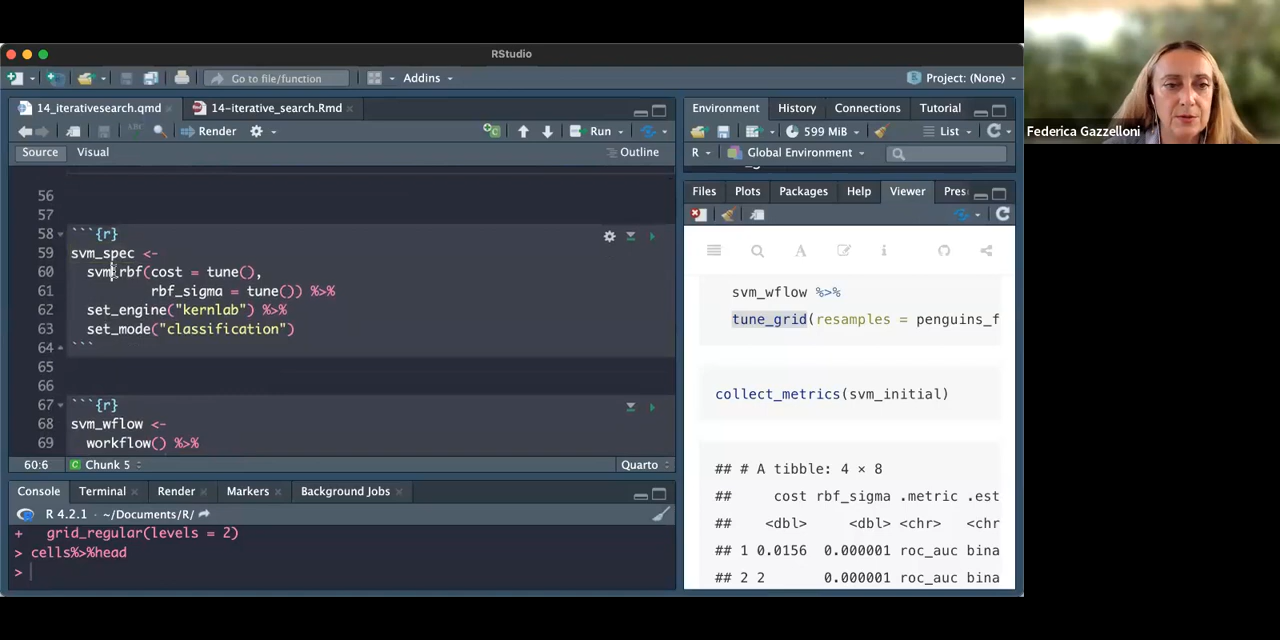 RStudio
Go to file/function
Addins
Project: (None)
14_iterativesearch.qmd
14-iterative_search.Rmd
Render
Run
Source
Visual
Outline
56
57
58 ```{r}
59 svm_spec <-
60 svm_rbf(cost = tune(),
61 rbf_sigma = tune()) %>%
62 set_engine("kernlab") %>%
63 set_mode("classification")
64 ```
65
66
67 ```{r}
68 svm_wflow <-
69 workflow() %>%
60:6
Chunk 5
Quarto
Console
Terminal
Render
Markers
Background Jobs
R 4.2.1 · ~/Documents/R/
+ grid_regular(levels = 2)
> cells%>%head
>
Environment
History
Connections
Tutorial
599 MiB
List
R
Global Environment
Files
Plots
Packages
Help
Viewer
Pres
svm_wflow %>%
tune_grid(resamples = penguins_f
collect_metrics(svm_initial)
## # A tibble: 4 × 8
## cost rbf_sigma .metric .est
## <dbl> <dbl> <chr> <chr
## 1 0.0156 0.000001 roc_auc bina
## 2 2 0.000001 roc_auc bina
Federica Gazzelloni